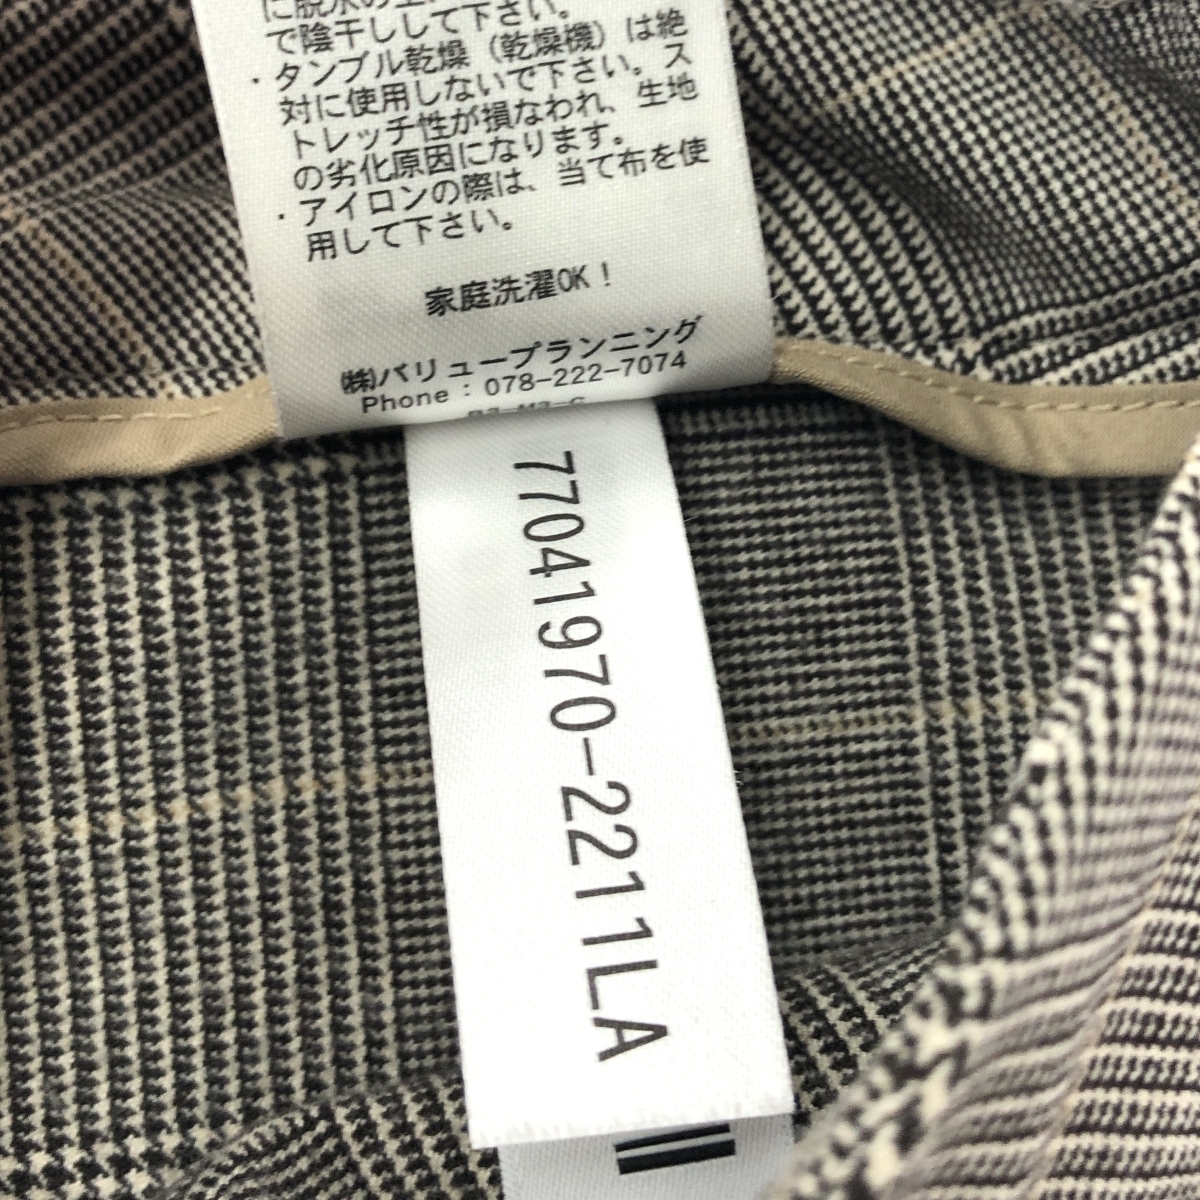 で陰干しして下さい。
・タンブル乾燥（乾燥機）は絶
対に使用しないで下さい。ス
トレッチ性が損なわれ、生地
の劣化原因になります。
・アイロンの際は、当て布を使
用して下さい。
家庭洗濯OK！
㈱バリュープランニング
Phone : 078-222-7074
77041970-2211LA